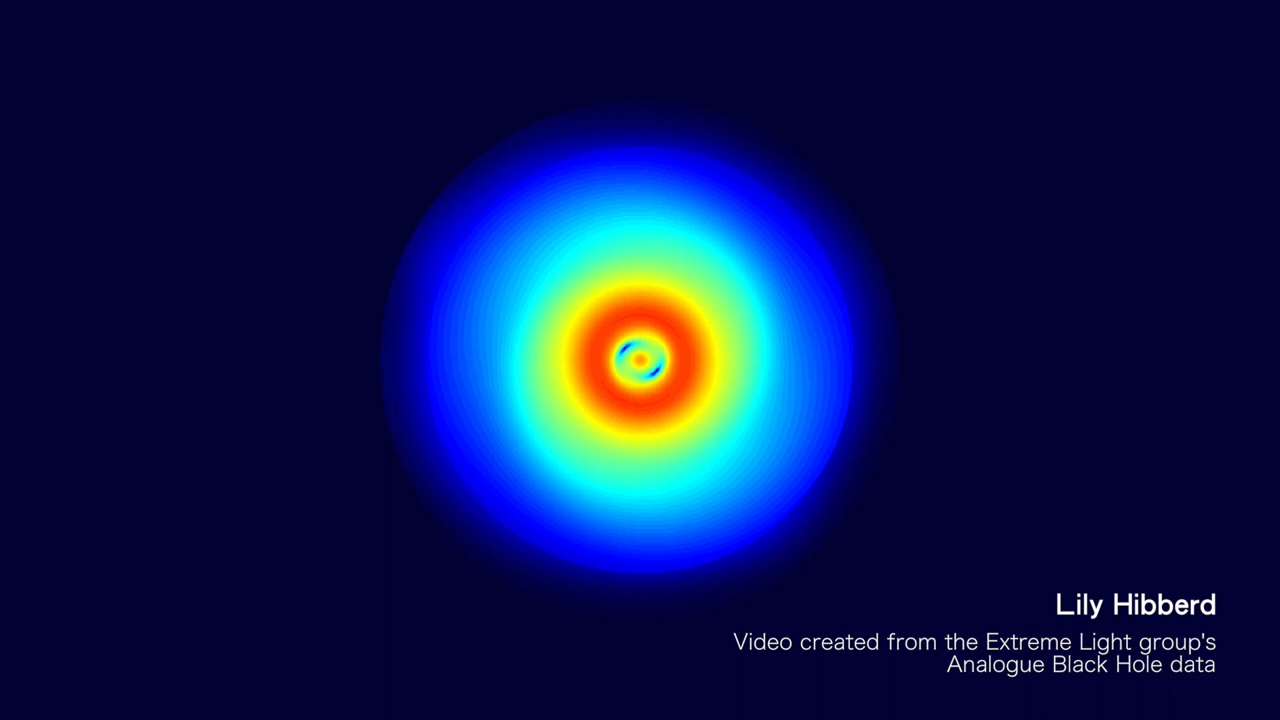 Lily Hibberd
Video created from the Extreme Light group's
Analogue Black Hole data